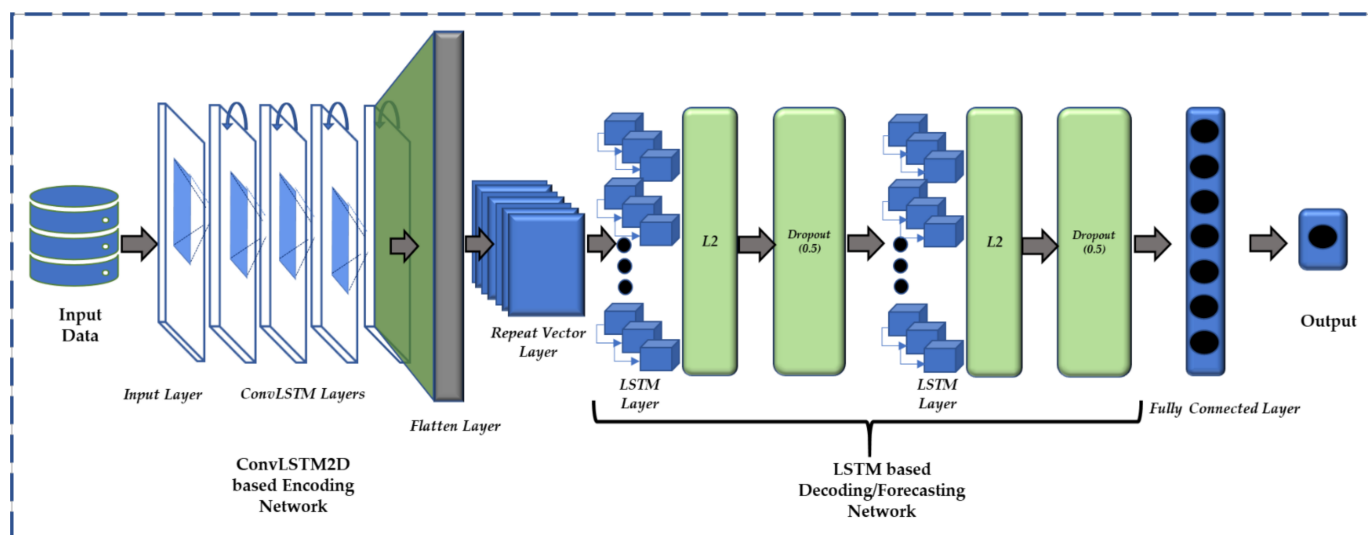 Input
Data
Input Layer
ConvLSTM Layers
Flatten Layer
Repeat Vector
Layer
LSTM
Layer
L2
Dropout
(0.5)
LSTM
Layer
L2
Dropout
(0.5)
Fully Connected Layer
Output
ConvLSTM2D
based Encoding
Network
LSTM based
Decoding/Forecasting
Network